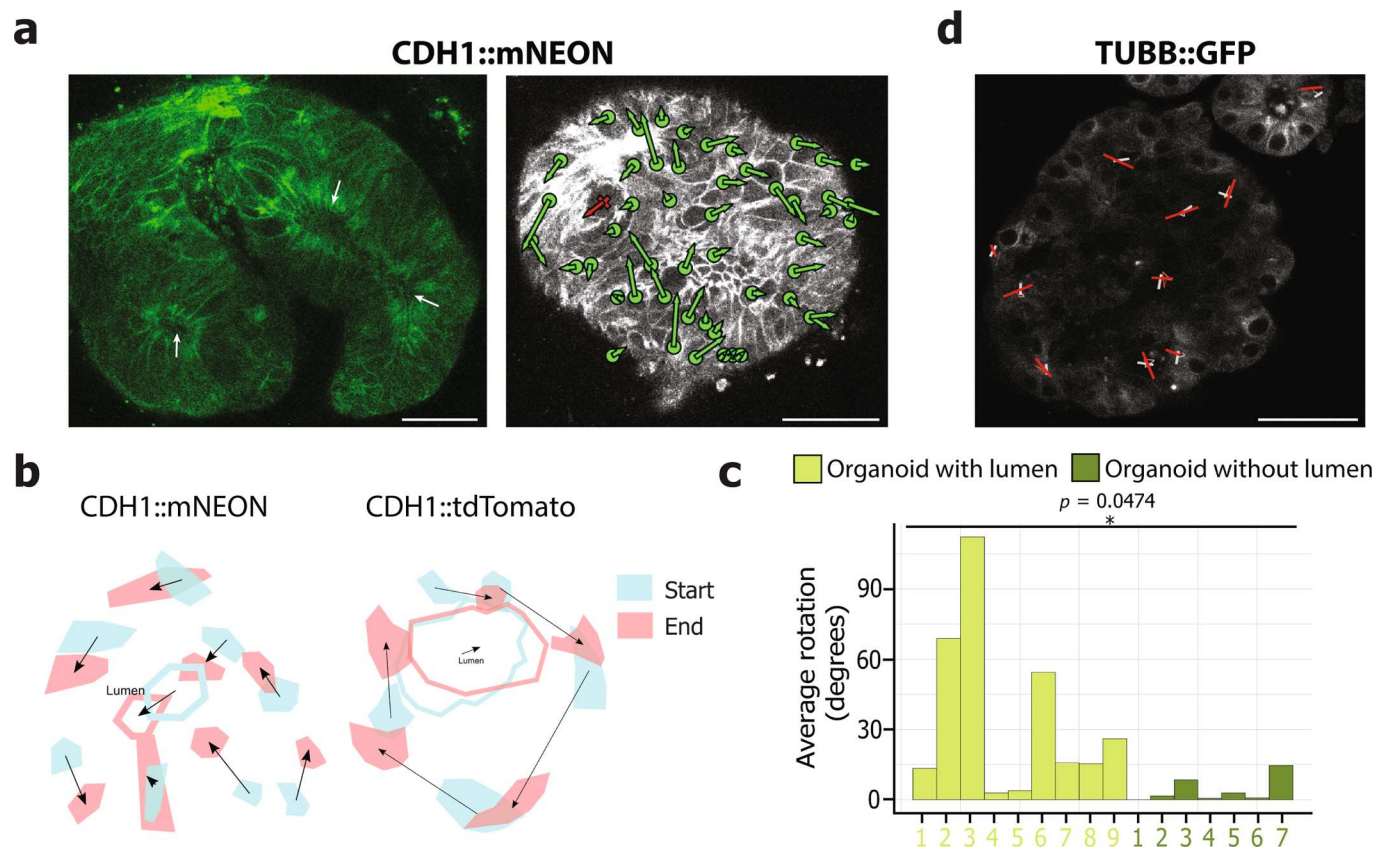 a
CDH1::mNEON
d
TUBB::GFP
b
CDH1::mNEON
CDH1::tdTomato
Lumen
Lumen
Start
End
c
Organoid with lumen
Organoid without lumen
p = 0.0474
*
Average rotation
(degrees)
90
60
30
0
1 2 3 4 5 6 7 8 9 1 2 3 4 5 6 7